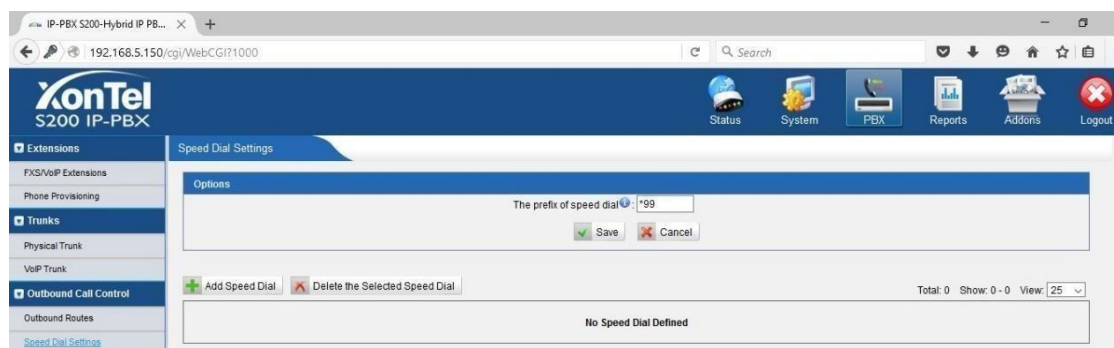 IP-PBX S200-Hybrid IP PB...
192.168.5.150/cgi/WebCGI?1000
Search
XonTel
S200 IP-PBX
Status
System
PBX
Reports
Addons
Logout
Extensions
Speed Dial Settings
FXS/VoIP Extensions
Phone Provisioning
Options
The prefix of speed dial : *99
Save
Cancel
Trunks
Physical Trunk
VoIP Trunk
Add Speed Dial
Delete the Selected Speed Dial
Total: 0 Show: 0 - 0 View: 25
Outbound Call Control
Outbound Routes
No Speed Dial Defined
Speed Dial Settings